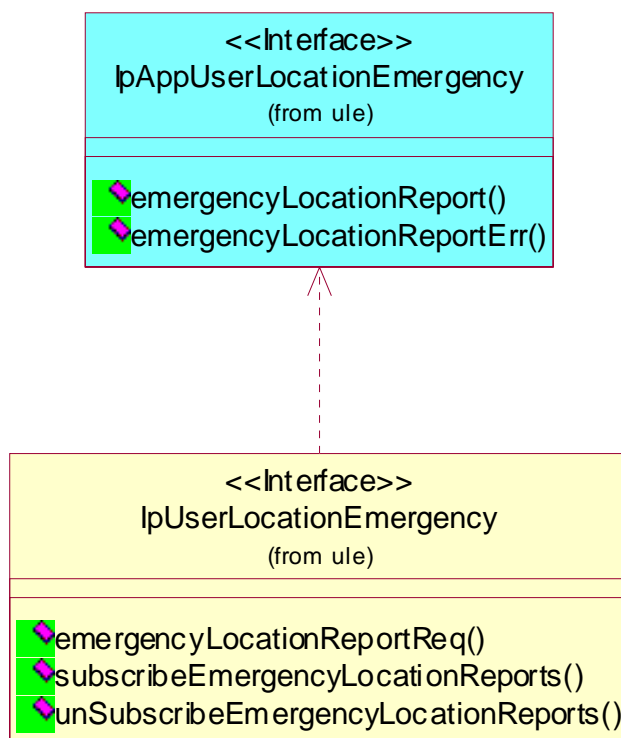 <<Interface>>
IpAppUserLocationEmergency
(from ule)
emergencyLocationReport()
emergencyLocationReportErr()
<<Interface>>
IpUserLocationEmergency
(from ule)
emergencyLocationReportReq()
subscribeEmergencyLocationReports()
unSubscribeEmergencyLocationReports()